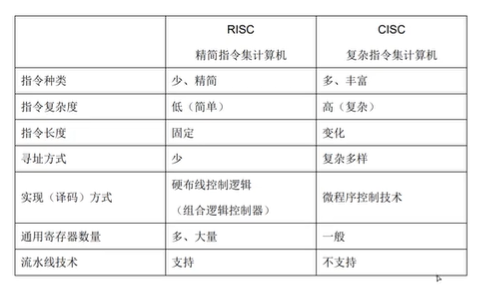 RISC CISC
精简指令集计算机 复杂指令集计算机
指令种类 少、精简 多、丰富
指令复杂度 低（简单） 高（复杂）
指令长度 固定 变化
寻址方式 少 复杂多样
实现（译码）方式 硬布线控制逻辑 微程序控制技术
（组合逻辑控制器）
通用寄存器数量 多、大量 一般
流水线技术 支持 不支持